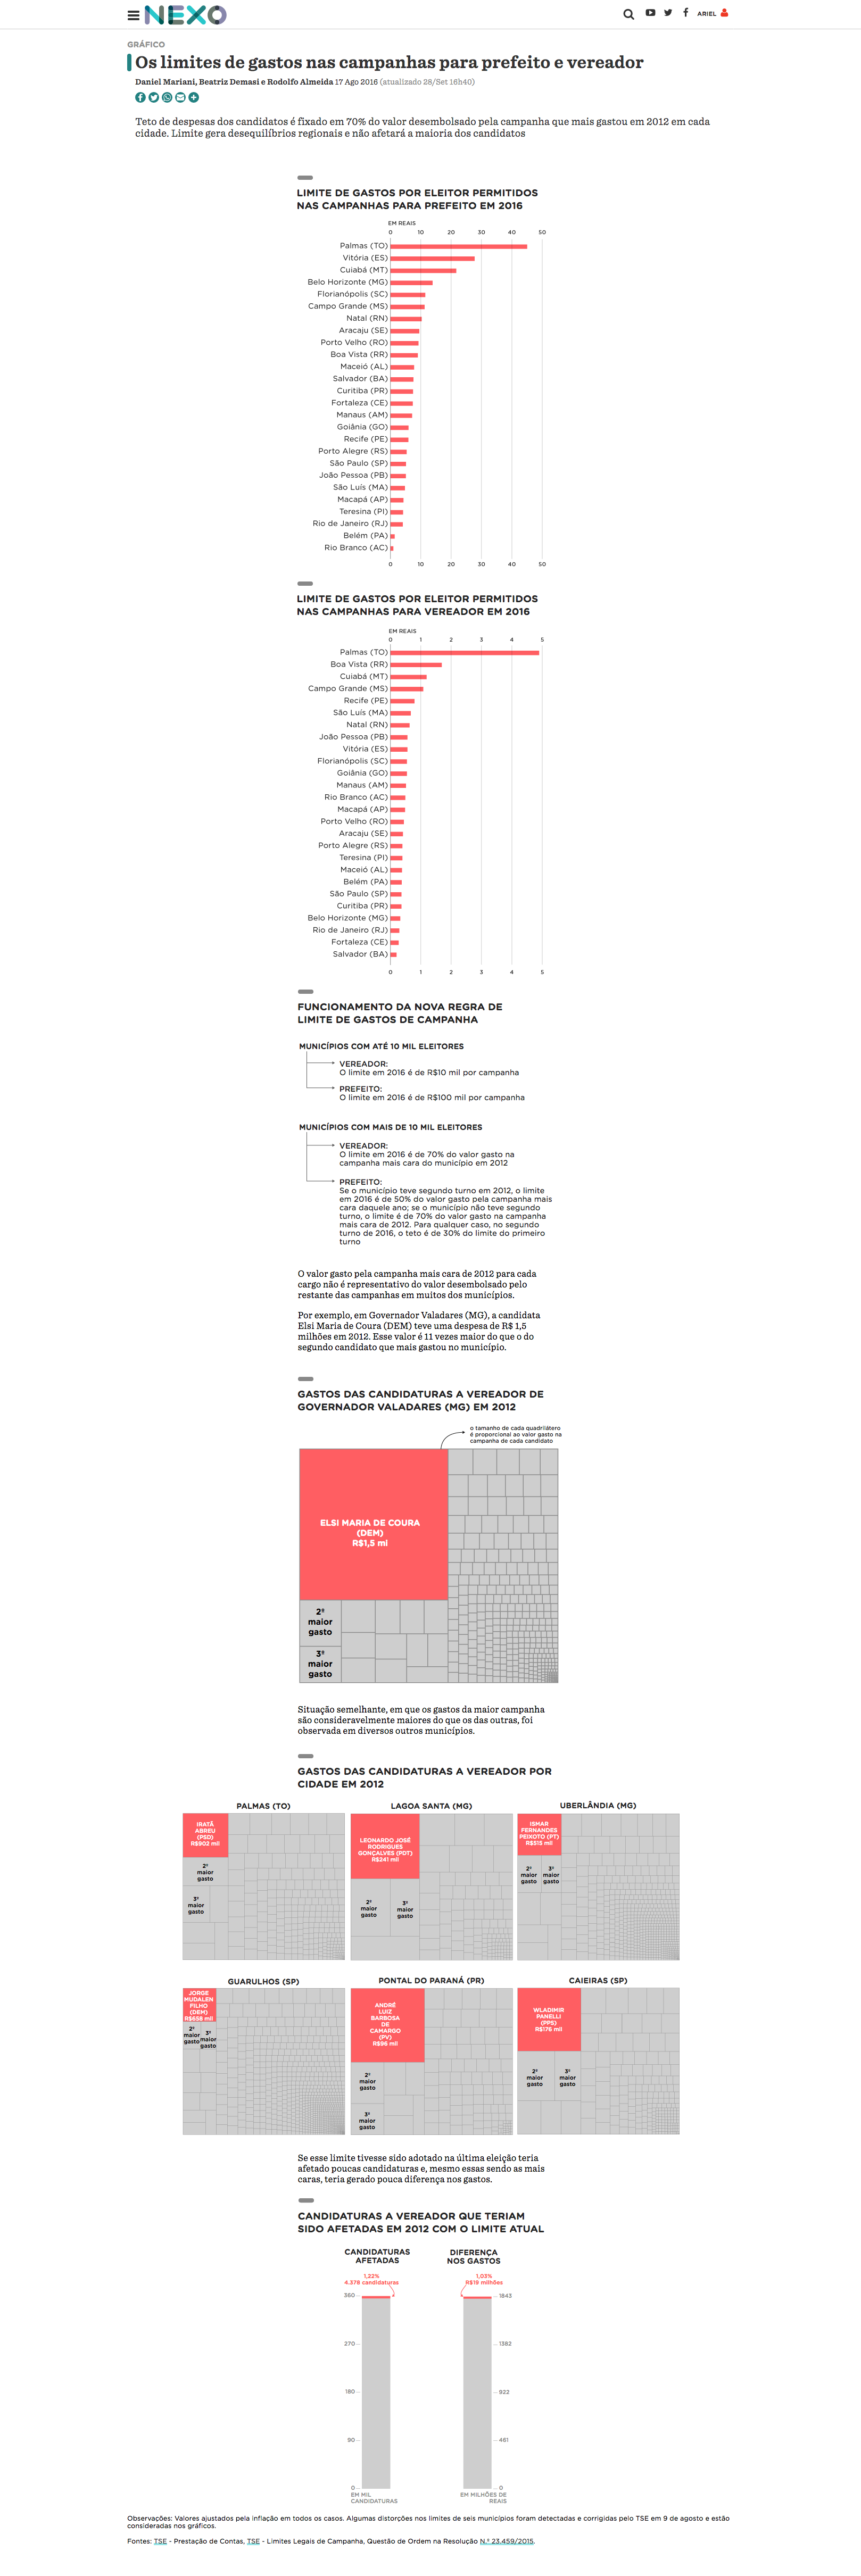 NEXO
ARIEL
GRÁFICO
Os limites de gastos nas campanhas para prefeito e vereador
Daniel Mariani, Beatriz Demasi e Rodolfo Almeida 17 Ago 2016 (atualizado 28/Set 16h40)
Teto de despesas dos candidatos é fixado em 70% do valor desembolsado pela campanha que mais gastou em 2012 em cada
cidade. Limite gera desequilíbrios regionais e não afetará a maioria dos candidatos
LIMITE DE GASTOS POR ELEITOR PERMITIDOS
NAS CAMPANHAS PARA PREFEITO EM 2016
EM REAIS
0 10 20 30 40 50
Palmas (TO)
Vitória (ES)
Cuiabá (MT)
Belo Horizonte (MG)
Florianópolis (SC)
Campo Grande (MS)
Natal (RN)
Aracaju (SE)
Porto Velho (RO)
Boa Vista (RR)
Maceió (AL)
Salvador (BA)
Curitiba (PR)
Fortaleza (CE)
Manaus (AM)
Goiânia (GO)
Recife (PE)
Porto Alegre (RS)
São Paulo (SP)
João Pessoa (PB)
São Luís (MA)
Macapá (AP)
Teresina (PI)
Rio de Janeiro (RJ)
Belém (PA)
Rio Branco (AC)
0 10 20 30 40 50
LIMITE DE GASTOS POR ELEITOR PERMITIDOS
NAS CAMPANHAS PARA VEREADOR EM 2016
EM REAIS
0 1 2 3 4 5
Palmas (TO)
Boa Vista (RR)
Cuiabá (MT)
Campo Grande (MS)
Recife (PE)
São Luís (MA)
Natal (RN)
João Pessoa (PB)
Vitória (ES)
Florianópolis (SC)
Goiânia (GO)
Manaus (AM)
Rio Branco (AC)
Macapá (AP)
Porto Velho (RO)
Aracaju (SE)
Porto Alegre (RS)
Teresina (PI)
Maceió (AL)
Belém (PA)
São Paulo (SP)
Curitiba (PR)
Belo Horizonte (MG)
Rio de Janeiro (RJ)
Fortaleza (CE)
Salvador (BA)
0 1 2 3 4 5
FUNCIONAMENTO DA NOVA REGRA DE
LIMITE DE GASTOS DE CAMPANHA
MUNICÍPIOS COM ATÉ 10 MIL ELEITORES
VEREADOR:
O limite em 2016 é de R$10 mil por campanha
PREFEITO:
O limite em 2016 é de R$100 mil por campanha
MUNICÍPIOS COM MAIS DE 10 MIL ELEITORES
VEREADOR:
O limite em 2016 é de 70% do valor gasto na
campanha mais cara do município em 2012
PREFEITO:
Se o município teve segundo turno em 2012, o limite
em 2016 é de 50% do valor gasto pela campanha mais
cara daquele ano; se o município não teve segundo
turno, o limite é de 70% do valor gasto na campanha
mais cara de 2012. Para qualquer caso, no segundo
turno de 2016, o teto é de 30% do limite do primeiro
turno
O valor gasto pela campanha mais cara de 2012 para cada
cargo não é representativo do valor desembolsado pelo
restante das campanhas em muitos dos municípios.
Por exemplo, em Governador Valadares (MG), a candidata
Elsi Maria de Coura (DEM) teve uma despesa de R$ 1,5
milhões em 2012. Esse valor é 11 vezes maior do que o do
segundo candidato que mais gastou no município.
GASTOS DAS CANDIDATURAS A VEREADOR DE
GOVERNADOR VALADARES (MG) EM 2012
o tamanho de cada quadrilátero
é proporcional ao valor gasto na
campanha de cada candidato
ELSI MARIA DE COURA
(DEM)
R$1,5 mi
2º
maior
gasto
3º
maior
gasto
Situação semelhante, em que os gastos da maior campanha
são consideravelmente maiores do que os das outras, foi
observada em diversos outros municípios.
GASTOS DAS CANDIDATURAS A VEREADOR POR
CIDADE EM 2012
PALMAS (TO)
IRATÃ
ABREU
(PSD)
R$902 mil
2º
maior
gasto
3º
maior
gasto
LAGOA SANTA (MG)
LEONARDO JOSÉ
RODRIGUES
GONÇALVES (PDT)
R$241 mil
2º
maior
gasto
3º
maior
gasto
UBERLÂNDIA (MG)
ISMAR
FERNANDES
PEIXOTO (PT)
R$515 mil
2º
maior
gasto
3º
maior
gasto
GUARULHOS (SP)
JORGE
MUDALEN
FILHO
(DEM)
R$658 mil
2º
maior
gasto
3º
maior
gasto
PONTAL DO PARANÁ (PR)
ANDRÉ
LUIZ
BARBOSA
DE
CAMARGO
(PV)
R$96 mil
2º
maior
gasto
3º
maior
gasto
CAIEIRAS (SP)
WLADIMIR
PANELLI
(PPS)
R$176 mil
2º
maior
gasto
3º
maior
gasto
Se esse limite tivesse sido adotado na última eleição teria
afetado poucas candidaturas e, mesmo essas sendo as mais
caras, teria gerado pouca diferença nos gastos.
CANDIDATURAS A VEREADOR QUE TERIAM
SIDO AFETADAS EM 2012 COM O LIMITE ATUAL
CANDIDATURAS
AFETADAS
1,22%
4.378 candidaturas
360
270
180
90
0
EM MIL
CANDIDATURAS
DIFERENÇA
NOS GASTOS
1,03%
R$19 milhões
1843
1382
922
461
0
EM MILHÕES DE
REAIS
Observações: Valores ajustados pela inflação em todos os casos. Algumas distorções nos limites de seis municípios foram detectadas e corrigidas pelo TSE em 9 de agosto e estão
consideradas nos gráficos.
Fontes: TSE - Prestação de Contas, TSE - Limites Legais de Campanha, Questão de Ordem na Resolução N.º 23.459/2015.